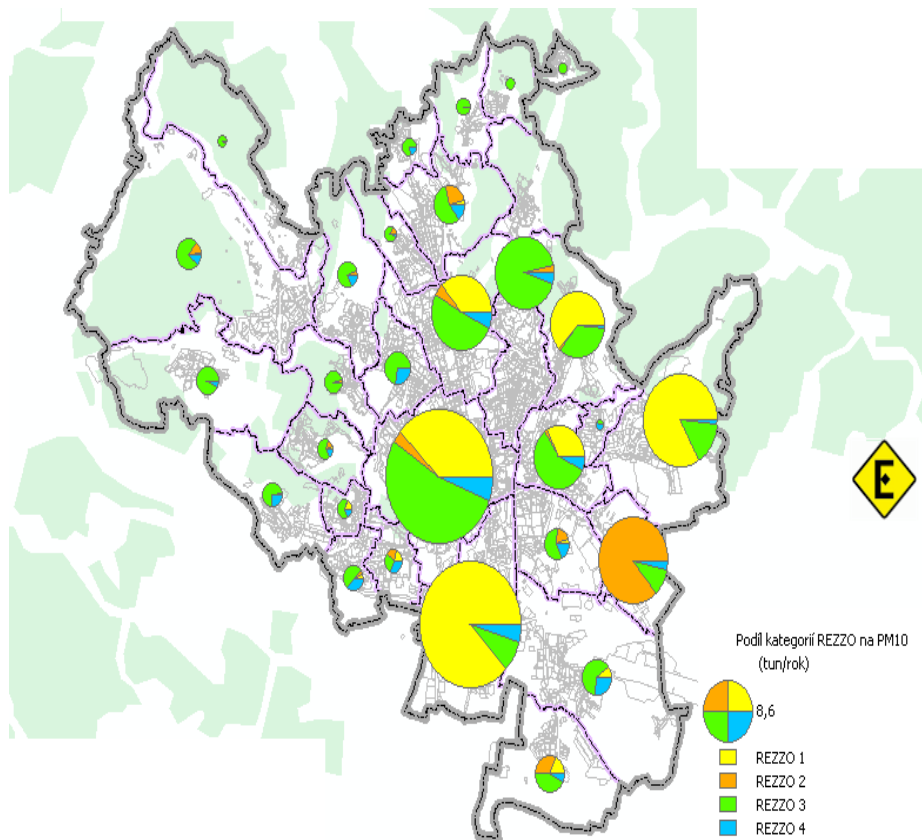 E
Podíl kategorií REZZO na PM10
(tun/rok)
8,6
REZZO 1
REZZO 2
REZZO 3
REZZO 4